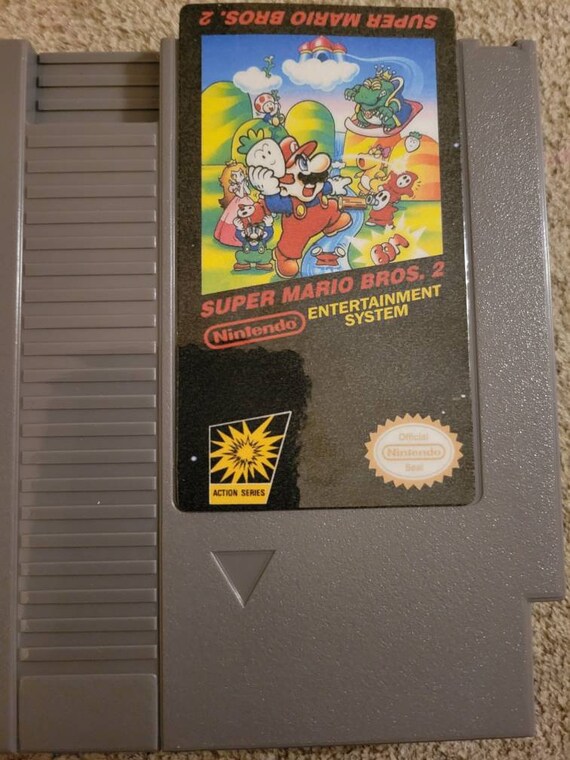 SUPER MARIO BROS. 2
SUPER MARIO BROS. 2
Nintendo
ENTERTAINMENT
SYSTEM
ACTION SERIES
Official
Nintendo
Seal